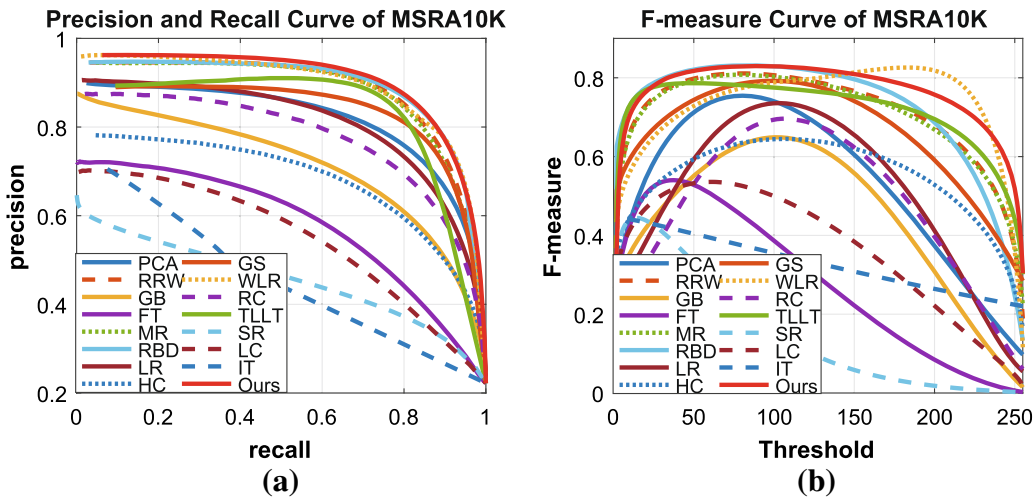 Precision and Recall Curve of MSRA10K
1
0.8
0.6
0.4
0.2
precision
PCA GS
RRW WLR
GB RC
FT TLLT
MR SR
RBD LC
LR IT
HC Ours
0 0.2 0.4 0.6 0.8 1
recall
(a)
F-measure Curve of MSRA10K
0.8
0.6
0.4
0.2
0
F-measure
PCA GS
RRW WLR
GB RC
FT TLLT
MR SR
RBD LC
LR IT
HC Ours
0 50 100 150 200 250
Threshold
(b)